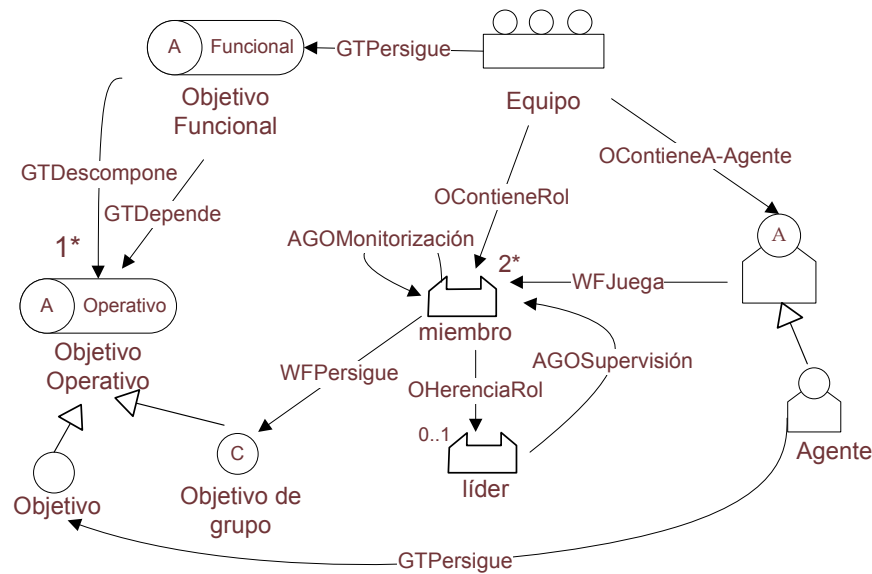 A
Funcional
GTPersigue
Objetivo
Funcional
Equipo
OContieneA-Agente
GTDescompone
OContieneRol
GTDepende
AGOMonitorización
1*
A
2*
WFJuega
A
Operativo
miembro
Objetivo
Operativo
WFPersigue
AGOSupervisión
OHerenciaRol
0..1
C
Agente
líder
Objetivo
Objetivo de
grupo
GTPersigue